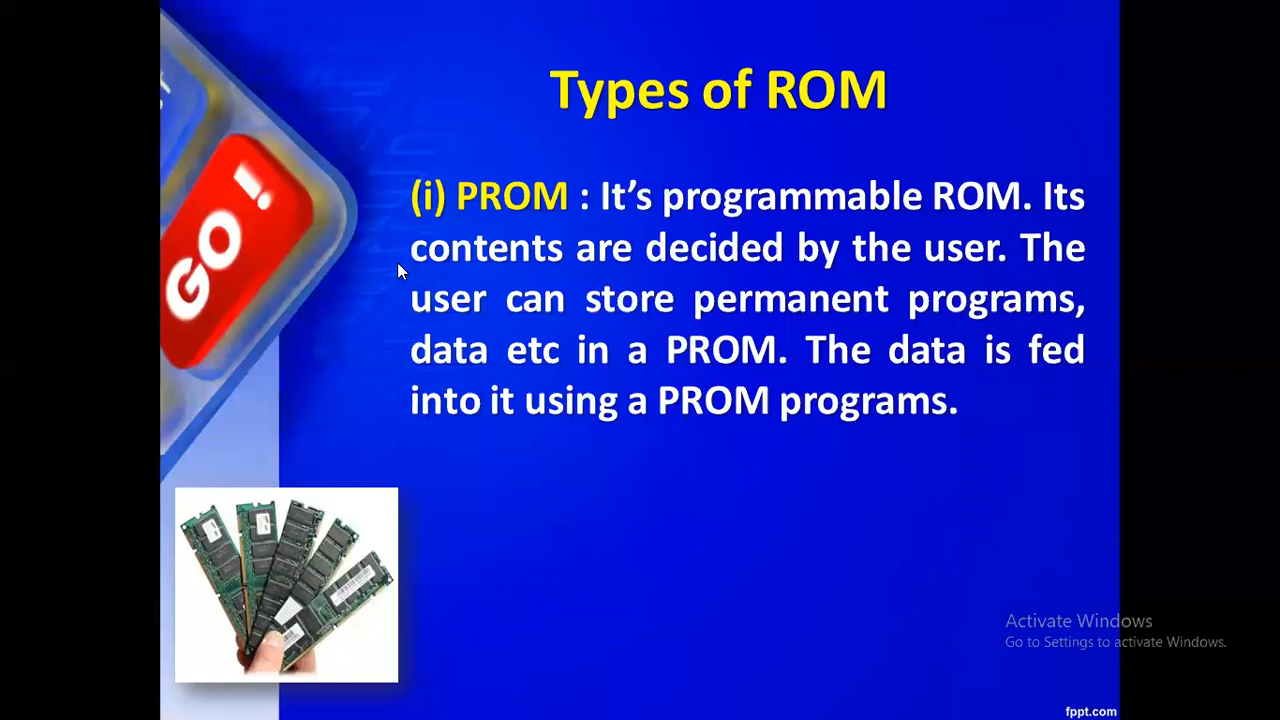 Types of ROM
(i) PROM : It’s programmable ROM. Its
contents are decided by the user. The
user can store permanent programs,
data etc in a PROM. The data is fed
into it using a PROM programs.
GO !
Activate Windows
Go to Settings to activate Windows.
fppt.com